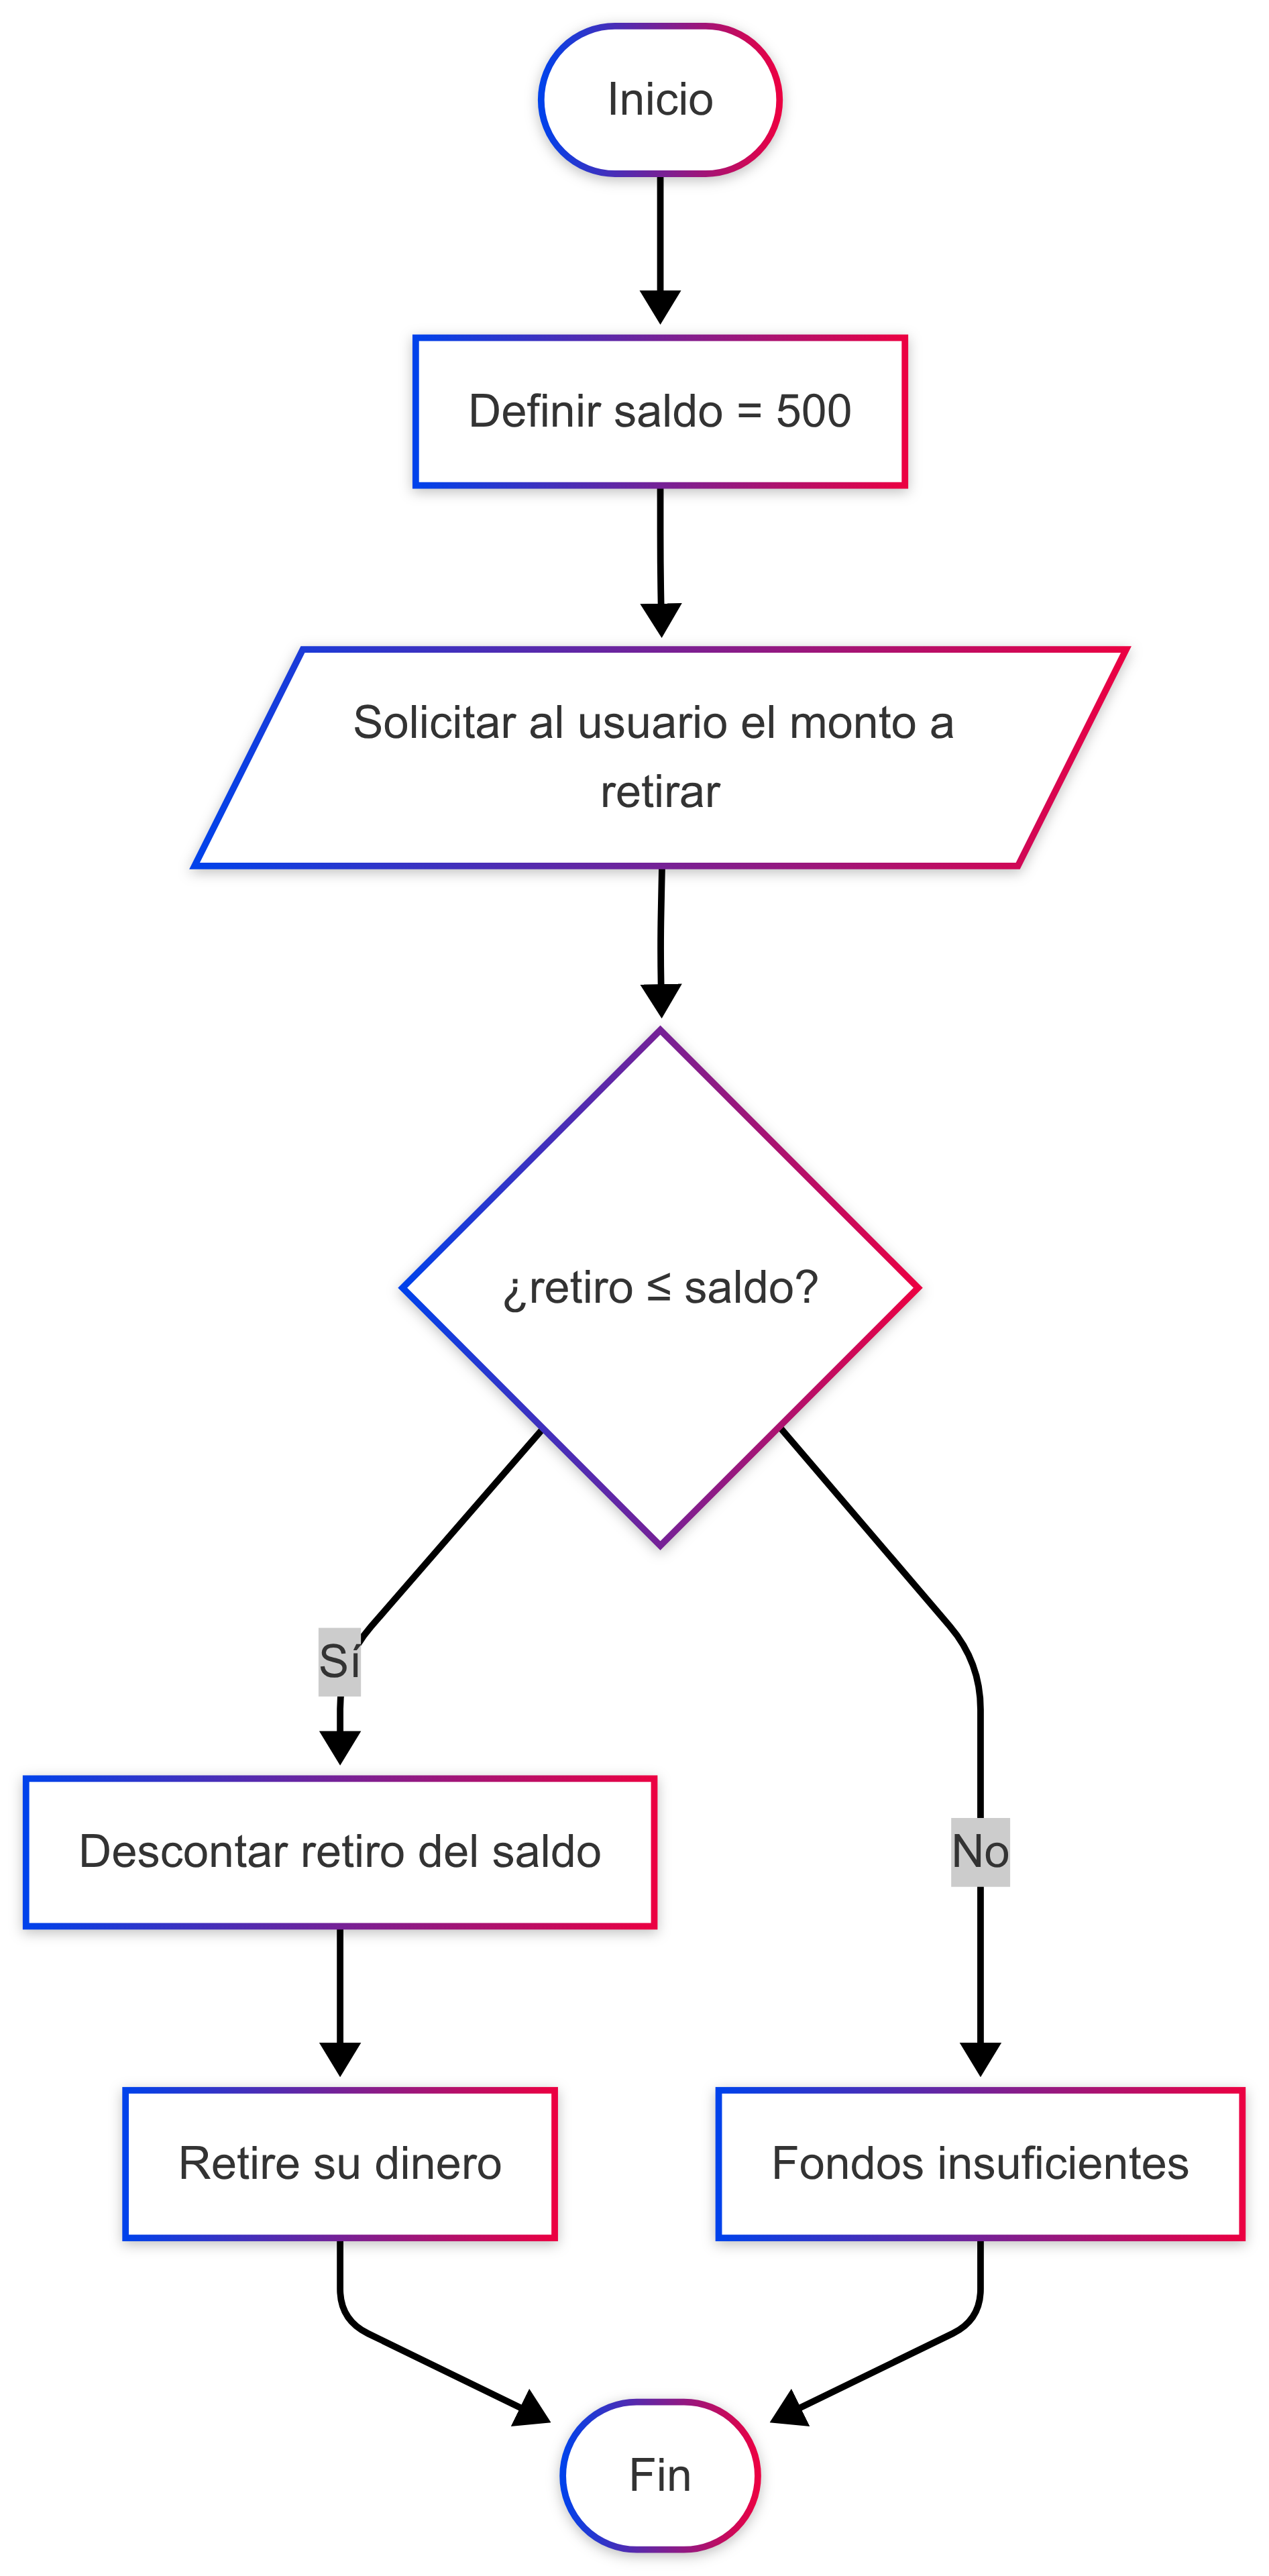 Inicio
Definir saldo = 500
Solicitar al usuario el monto a
retirar
¿retiro ≤ saldo?
Sí
Descontar retiro del saldo
No
Retire su dinero
Fondos insuficientes
Fin